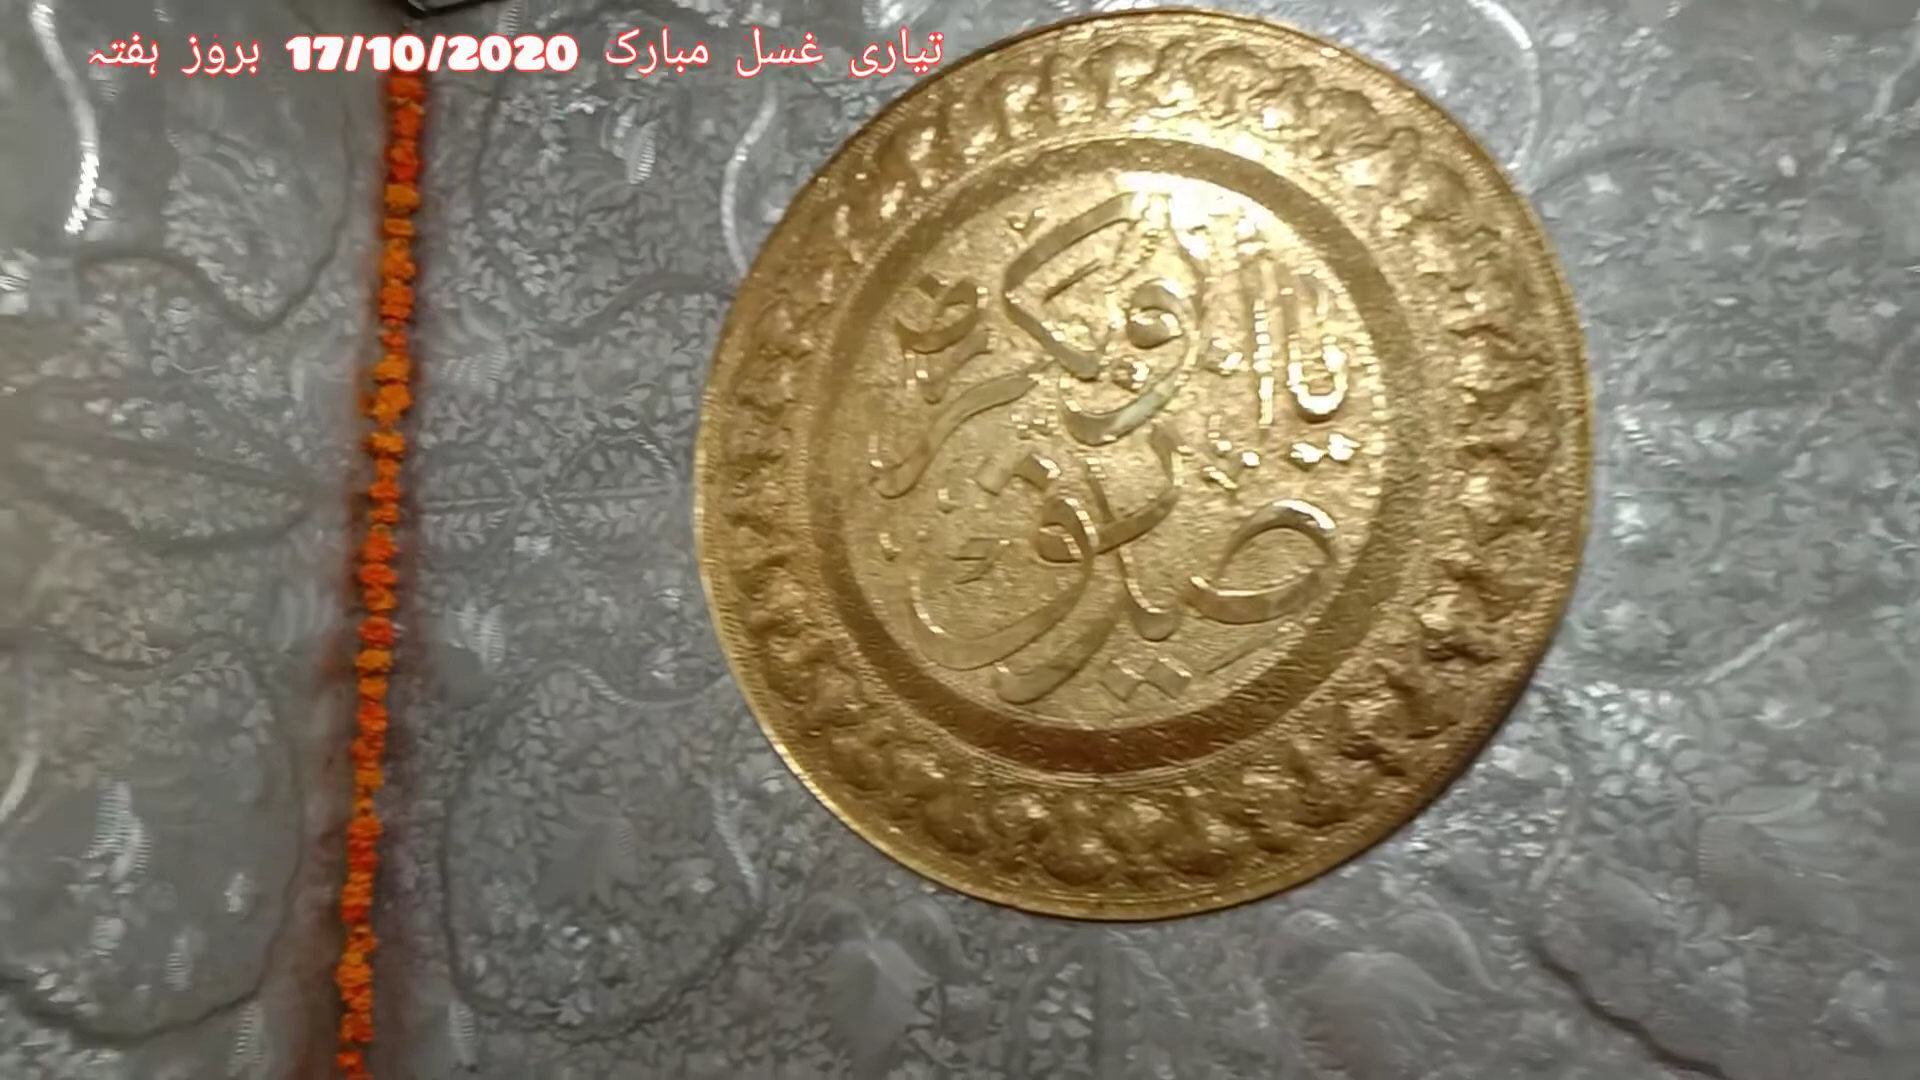 تیاری غسل مبارک 17/10/2020 بروز ہفتہ
یا ابوبکر
صدیق